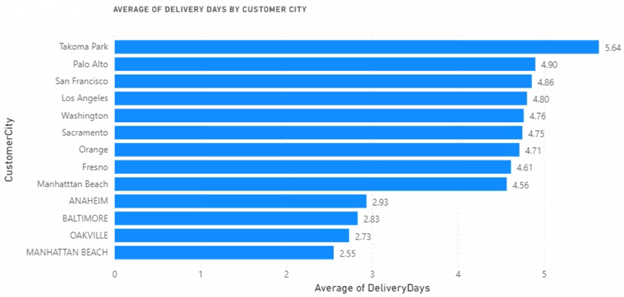 AVERAGE OF DELIVERY DAYS BY CUSTOMER CITY
CustomerCity
Takoma Park 5.64
Palo Alto 4.90
San Francisco 4.86
Los Angeles 4.80
Washington 4.76
Sacramento 4.75
Orange 4.71
Fresno 4.61
Manhatttan Beach 4.56
ANAHEIM 2.93
BALTIMORE 2.83
OAKVILLE 2.73
MANHATTAN BEACH 2.55
0 1 2 3 4 5
Average of DeliveryDays